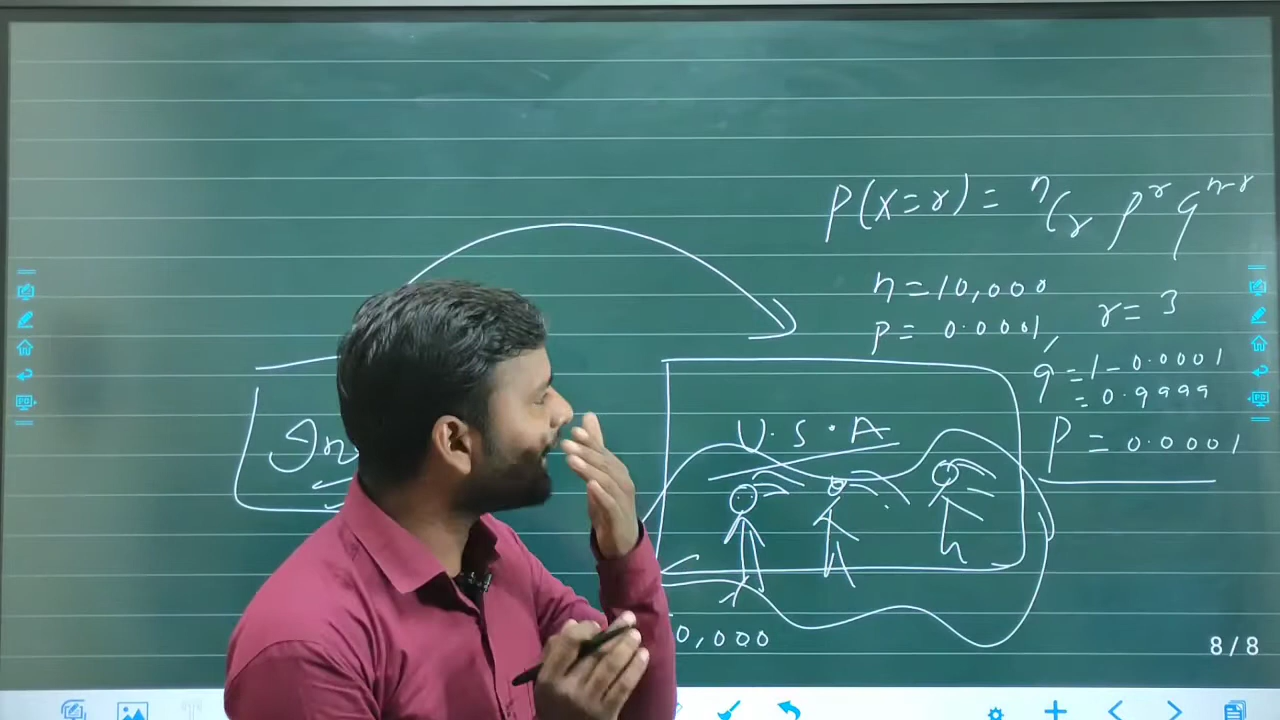 P(X=r) = ⁿCᵣ pʳ qⁿ⁻ʳ
n = 10,000
r = 3
p = 0.0001,
q = 1 - 0.0001
= 0.9999
P = 0.0001
U.S.A
0,000
8/8